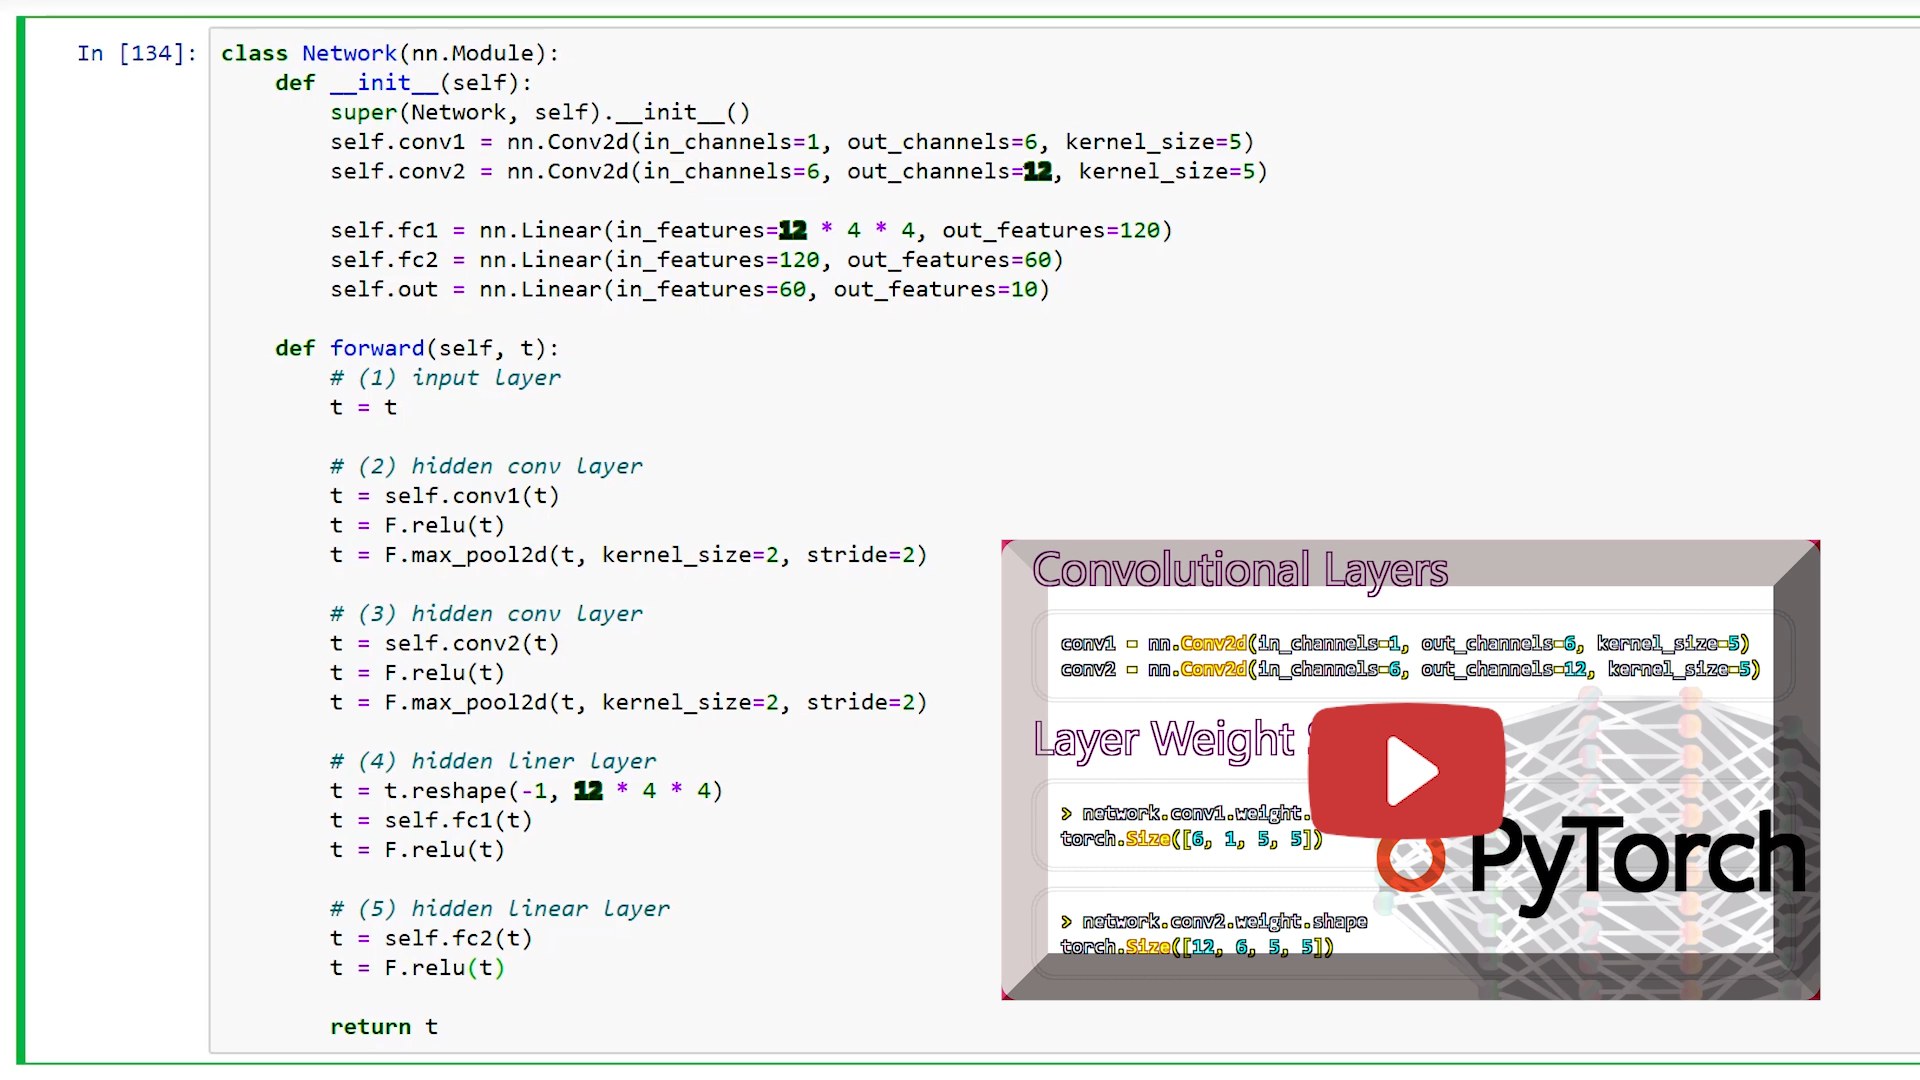 In [134]:
class Network(nn.Module):
    def __init__(self):
        super(Network, self).__init__()
        self.conv1 = nn.Conv2d(in_channels=1, out_channels=6, kernel_size=5)
        self.conv2 = nn.Conv2d(in_channels=6, out_channels=12, kernel_size=5)

        self.fc1 = nn.Linear(in_features=12 * 4 * 4, out_features=120)
        self.fc2 = nn.Linear(in_features=120, out_features=60)
        self.out = nn.Linear(in_features=60, out_features=10)

    def forward(self, t):
        # (1) input layer
        t = t

        # (2) hidden conv layer
        t = self.conv1(t)
        t = F.relu(t)
        t = F.max_pool2d(t, kernel_size=2, stride=2)

        # (3) hidden conv layer
        t = self.conv2(t)
        t = F.relu(t)
        t = F.max_pool2d(t, kernel_size=2, stride=2)

        # (4) hidden liner layer
        t = t.reshape(-1, 12 * 4 * 4)
        t = self.fc1(t)
        t = F.relu(t)

        # (5) hidden linear layer
        t = self.fc2(t)
        t = F.relu(t)

        return t
Convolutional Layers
conv1 = nn.Conv2d(in_channels=1, out_channels=6, kernel_size=5)
conv2 = nn.Conv2d(in_channels=6, out_channels=12, kernel_size=5)
Layer Weight
> network.conv1.weight.
torch.Size([6, 1, 5, 5])
> network.conv2.weight.shape
torch.Size([12, 6, 5, 5])
PyTorch